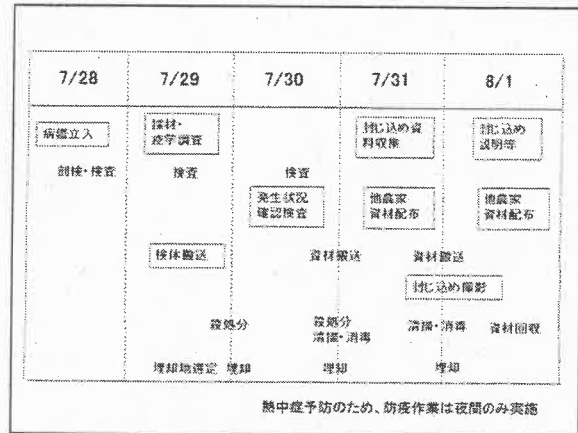 7/28 7/29 7/30 7/31 8/1
病鑑立入
採材・
疫学調査
封じ込め資
料収集
封じ込め
説明等
剖検・検査 検査 検査
発生状況
確認検査
他農家
資材配布
他農家
資材配布
検体搬送 資材搬送 資材搬送
封じ込め撮影
殺処分 殺処分
清掃・消毒
清掃・消毒 資材回収
埋却地選定 埋却 埋却 埋却
熱中症予防のため、防疫作業は夜間のみ実施